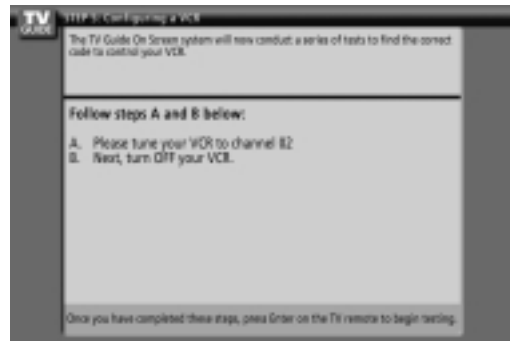 TV
GUIDE
STEP 5: Configuring a VCR
The TV Guide On Screen system will now conduct a series of tests to find the correct
code to control your VCR.
Follow steps A and B below:
A. Please tune your VCR to channel 02
B. Next, turn OFF your VCR.
Once you have completed these steps, press Enter on the TV remote to begin testing.